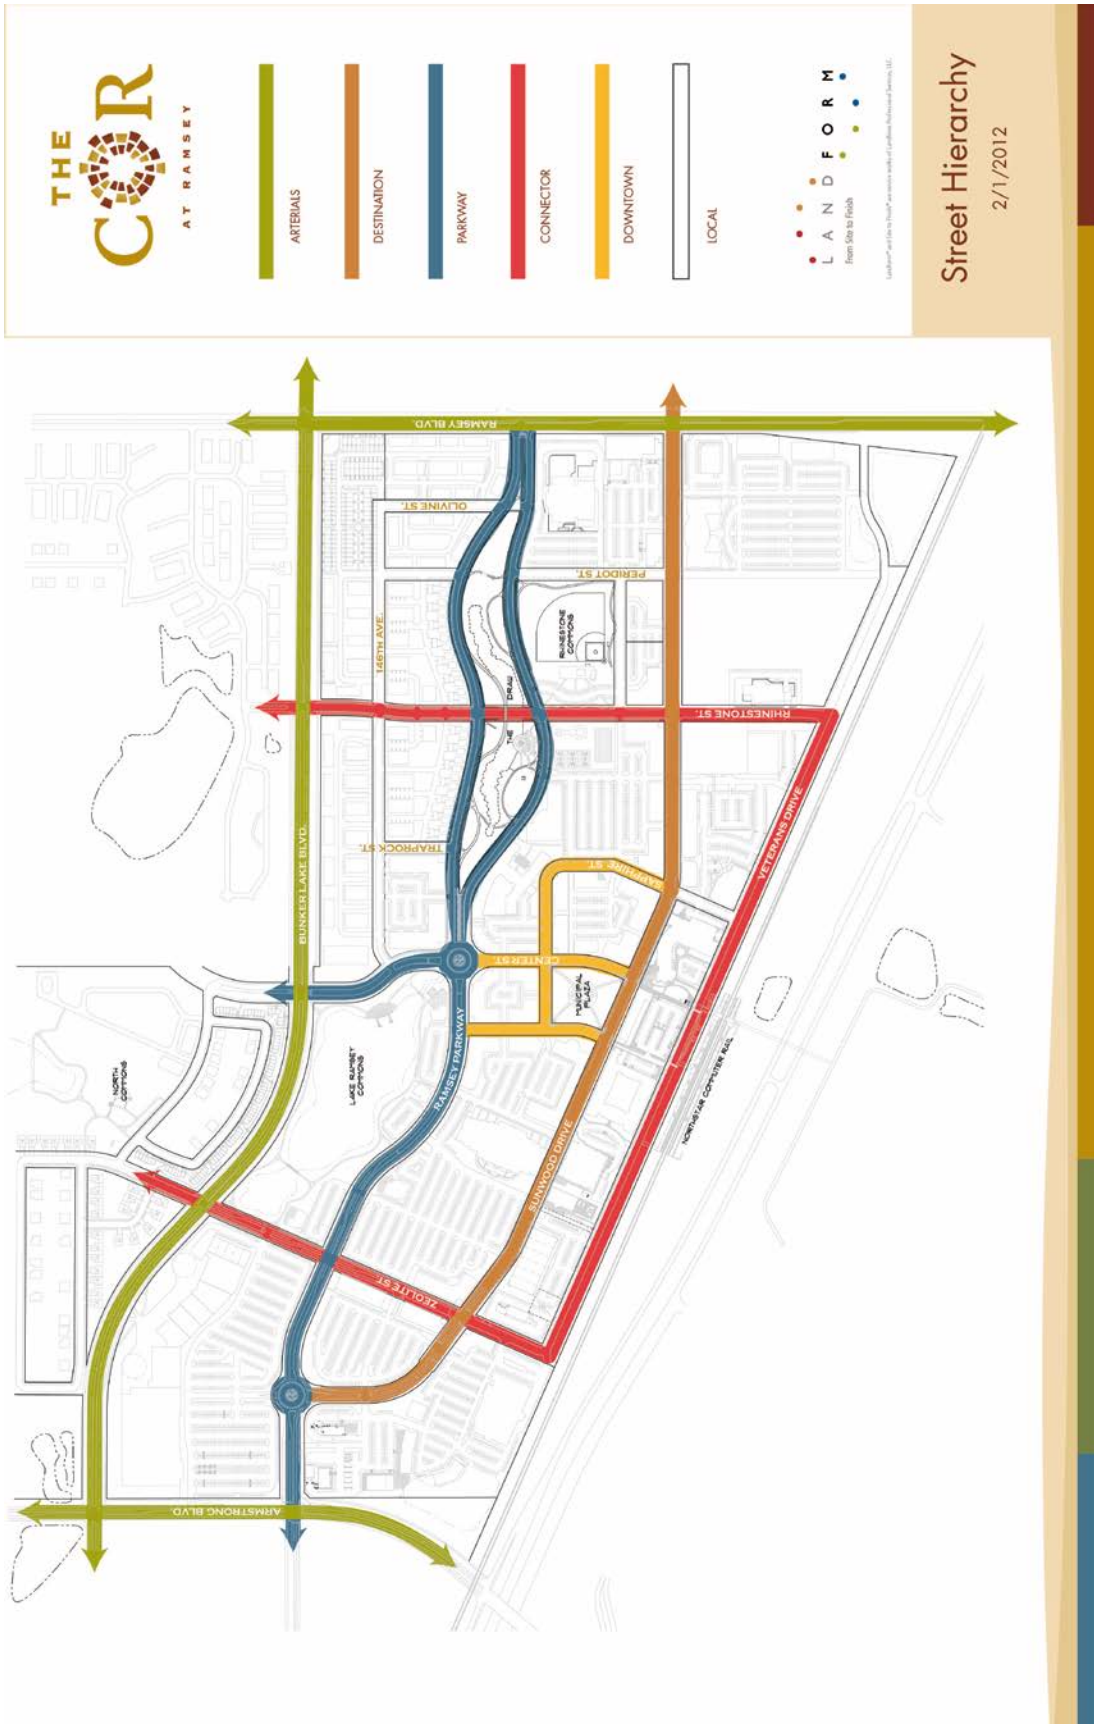 THE
COR
AT RAMSEY
ARTERIALS
DESTINATION
PARKWAY
CONNECTOR
DOWNTOWN
LOCAL
LANDFORM
From Site to Finish
Street Hierarchy
2/1/2012
RAMSEY BLVD.
OLIVINE ST.
PERIDOT ST.
146TH AVE.
RHINESTONE
COMMONS
THE DRAU
RHINESTONE ST.
BUNKER LAKE BLVD.
TRAPROCK ST.
SAPPHIRE
ST.
VETERANS DRIVE
CENTER ST.
MUNICIPAL
PLAZA
RAMSEY PARKWAY
LAKE RAMSEY
COMMONS
NORTH
COMMONS
NORTHSTAR COMMUTER RAIL
SUNWOOD DRIVE
ZEOLITE ST.
ARMSTRONG BLVD.